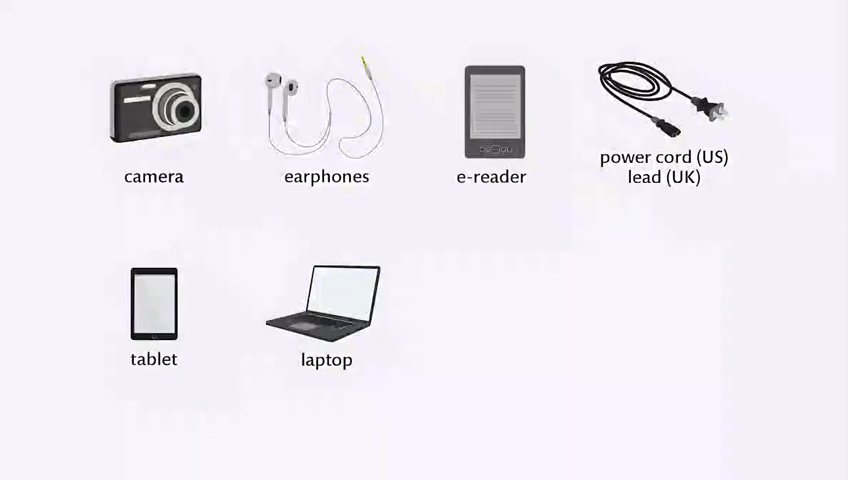 camera
earphones
e-reader
power cord (US)
lead (UK)
tablet
laptop